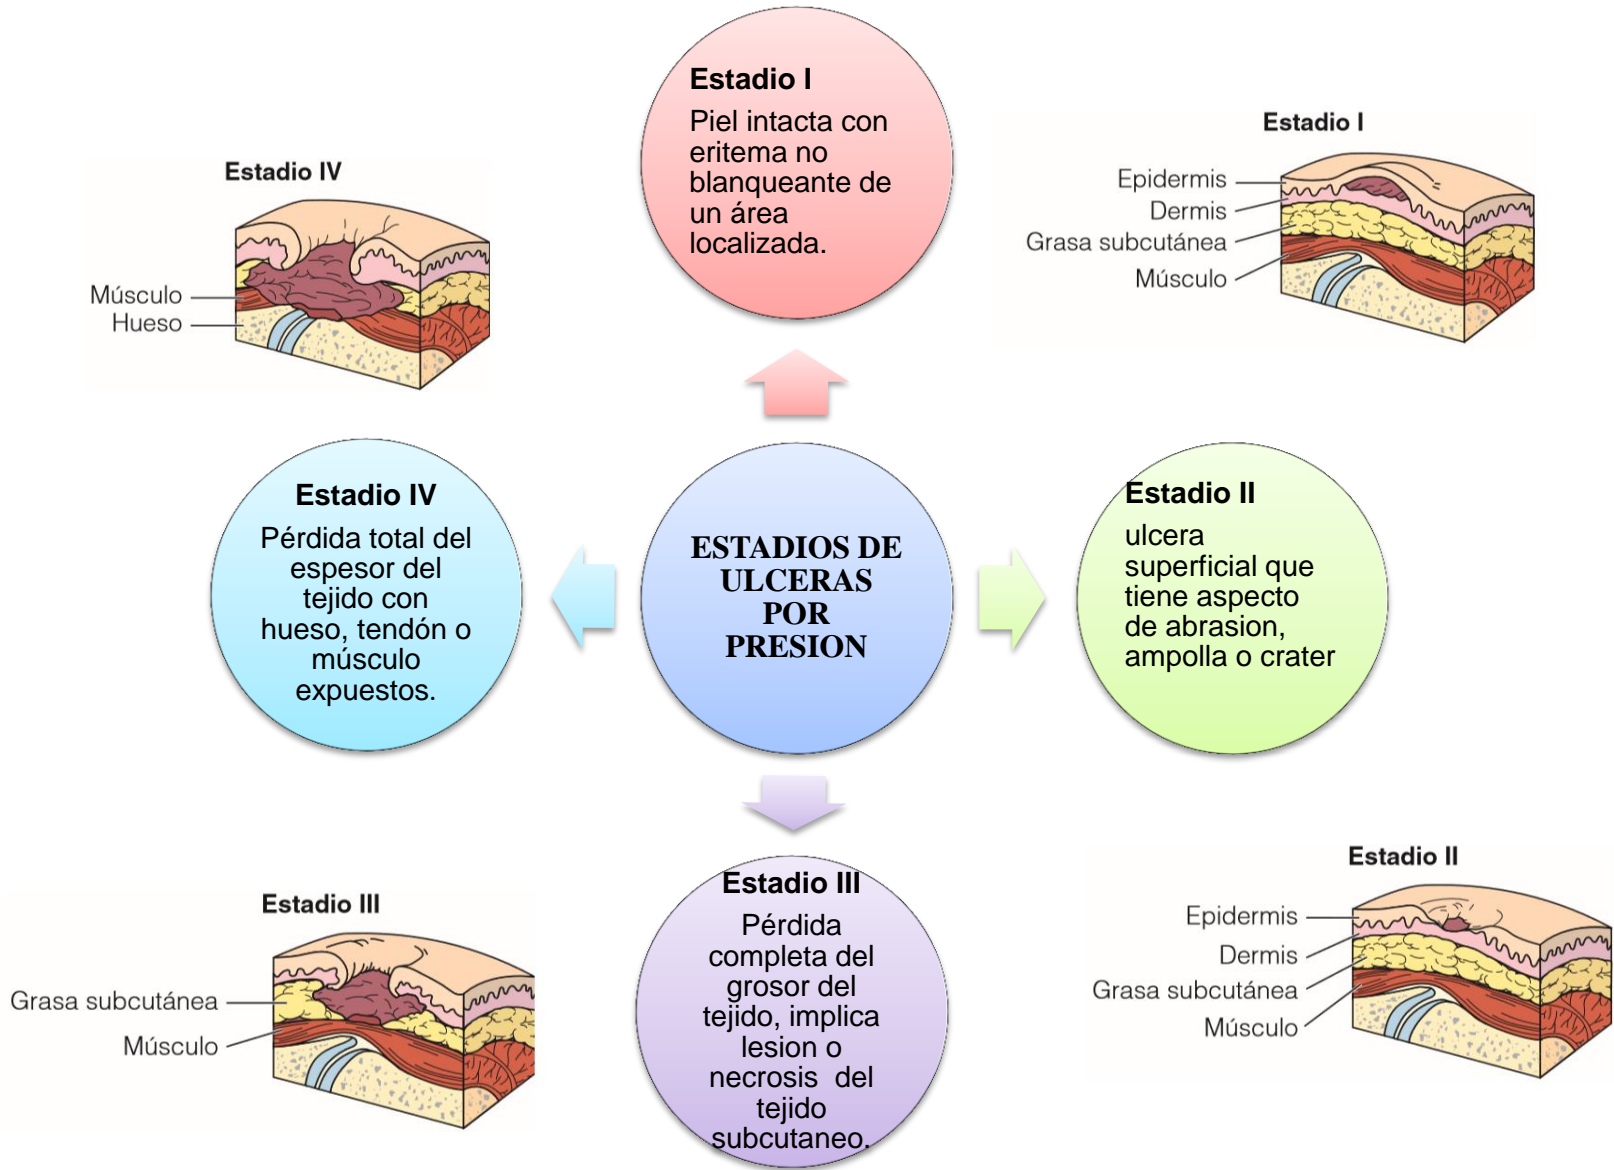 Estadio I
Piel intacta con
eritema no
blanqueante de
un área
localizada.
Estadio I
Epidermis
Dermis
Grasa subcutánea
Músculo
Estadio IV
Músculo
Hueso
Estadio IV
Pérdida total del
espesor del
tejido con
hueso, tendón o
músculo
expuestos.
ESTADIOS DE
ULCERAS
POR
PRESION
Estadio II
ulcera
superficial que
tiene aspecto
de abrasion,
ampolla o crater
Estadio III
Pérdida
completa del
grosor del
tejido, implica
lesion o
necrosis del
tejido
subcutaneo.
Estadio III
Grasa subcutánea
Músculo
Estadio II
Epidermis
Dermis
Grasa subcutánea
Músculo